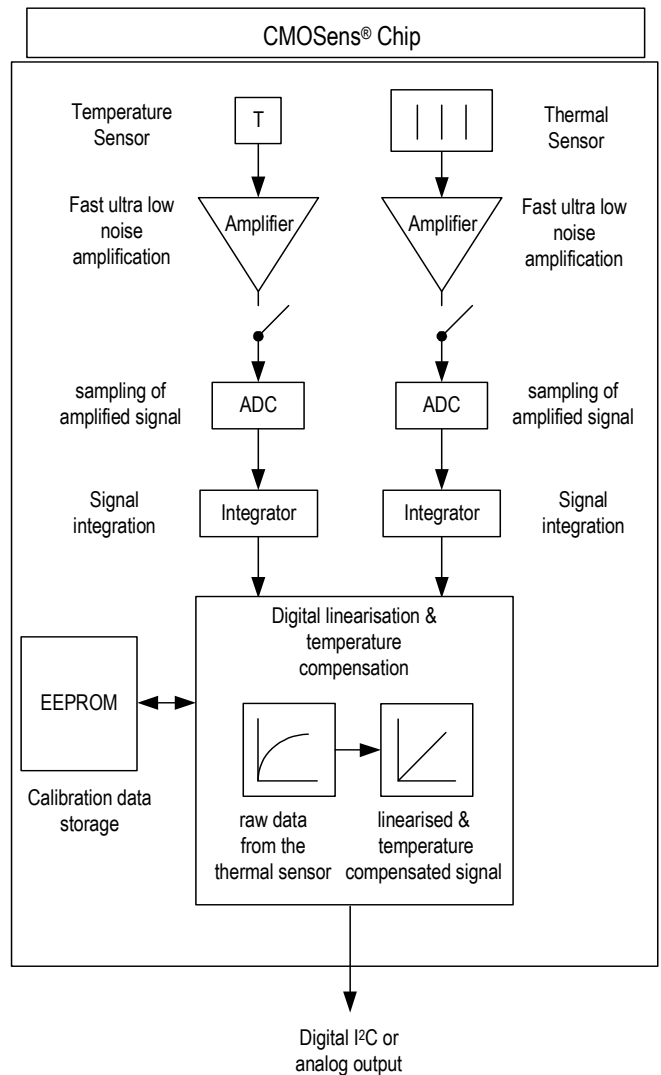 CMOSens® Chip
Temperature
Sensor
T
Thermal
Sensor
Fast ultra low
noise
amplification
Amplifier
Amplifier
Fast ultra low
noise
amplification
sampling of
amplified signal
ADC
ADC
sampling of
amplified signal
Signal
integration
Integrator
Integrator
Signal
integration
Digital linearisation &
temperature
compensation
EEPROM
Calibration data
storage
raw data
from the
thermal sensor
linearised &
temperature
compensated signal
Digital I²C or
analog output